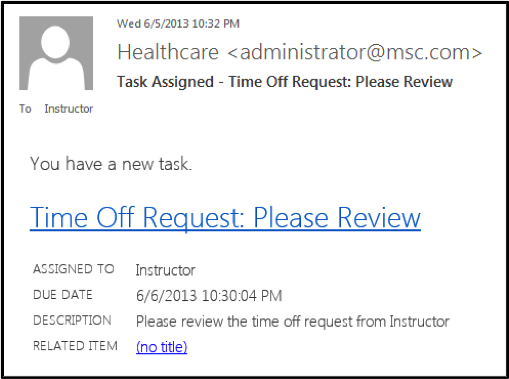 Wed 6/5/2013 10:32 PM
Healthcare <administrator@msc.com>
Task Assigned - Time Off Request: Please Review
To Instructor
You have a new task.
Time Off Request: Please Review
ASSIGNED TO Instructor
DUE DATE 6/6/2013 10:30:04 PM
DESCRIPTION Please review the time off request from Instructor
RELATED ITEM (no title)